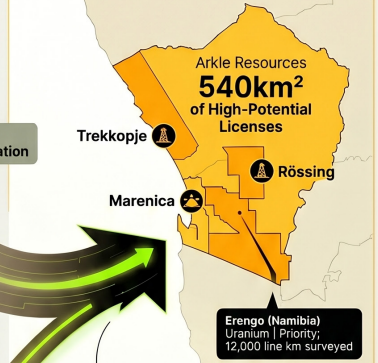 Arkle Resources
540km²
of High-Potential
Licenses
Trekkopje
ation
Rössing
Marenica
Erengo (Namibia)
Uranium | Priority;
12,000 line km surveyed